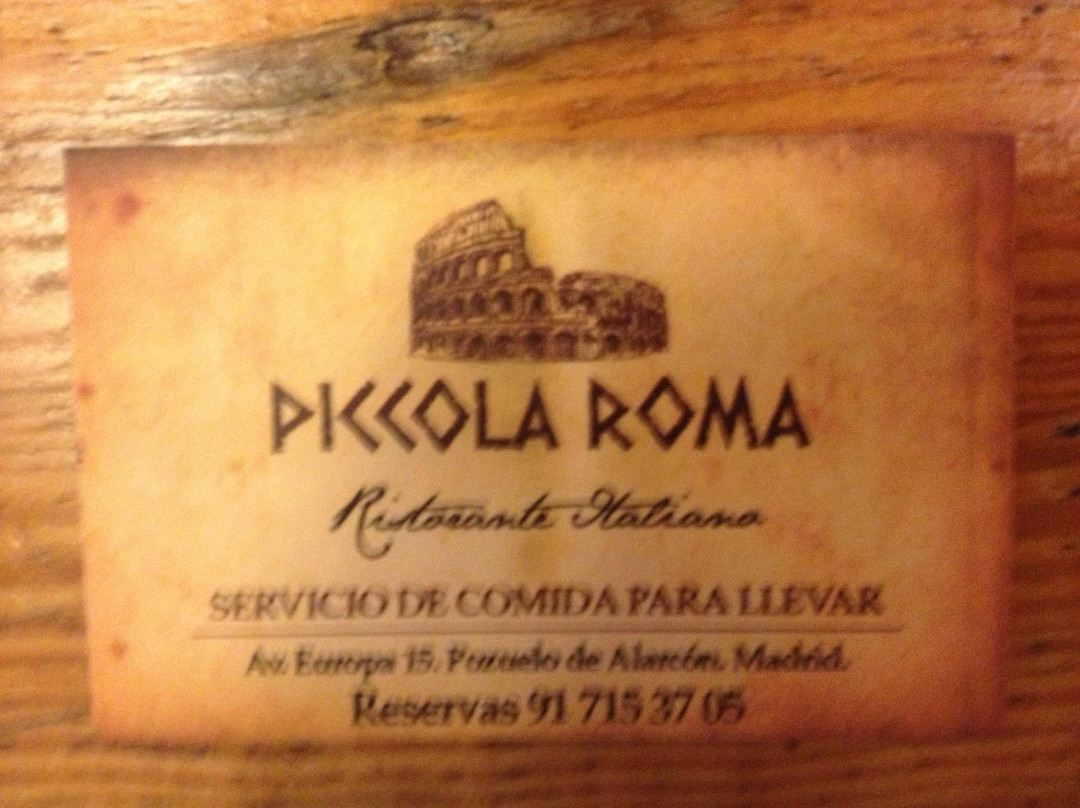 PICCOLA ROMA
Ristorante Italiano
SERVICIO DE COMIDA PARA LLEVAR
Av. Europa 15. Pozuelo de Alarcón. Madrid.
Reservas 91 715 37 05